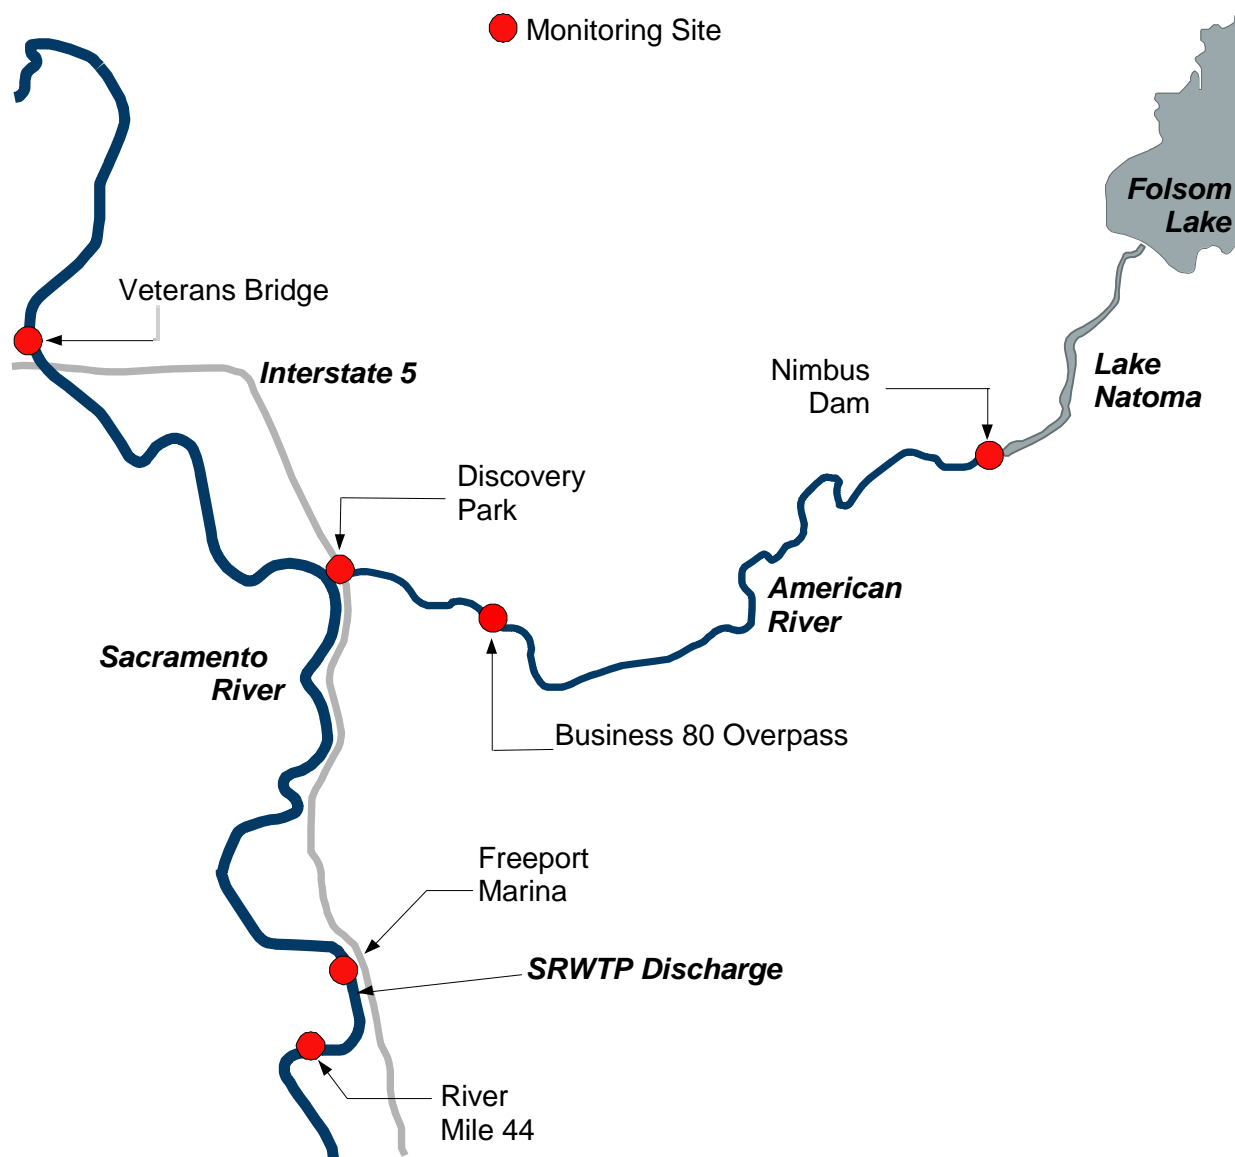 Monitoring Site
Folsom
Lake
Veterans Bridge
Interstate 5
Nimbus
Dam
Lake
Natoma
Discovery
Park
American
River
Sacramento
River
Business 80 Overpass
Freeport
Marina
SRWTP Discharge
River
Mile 44